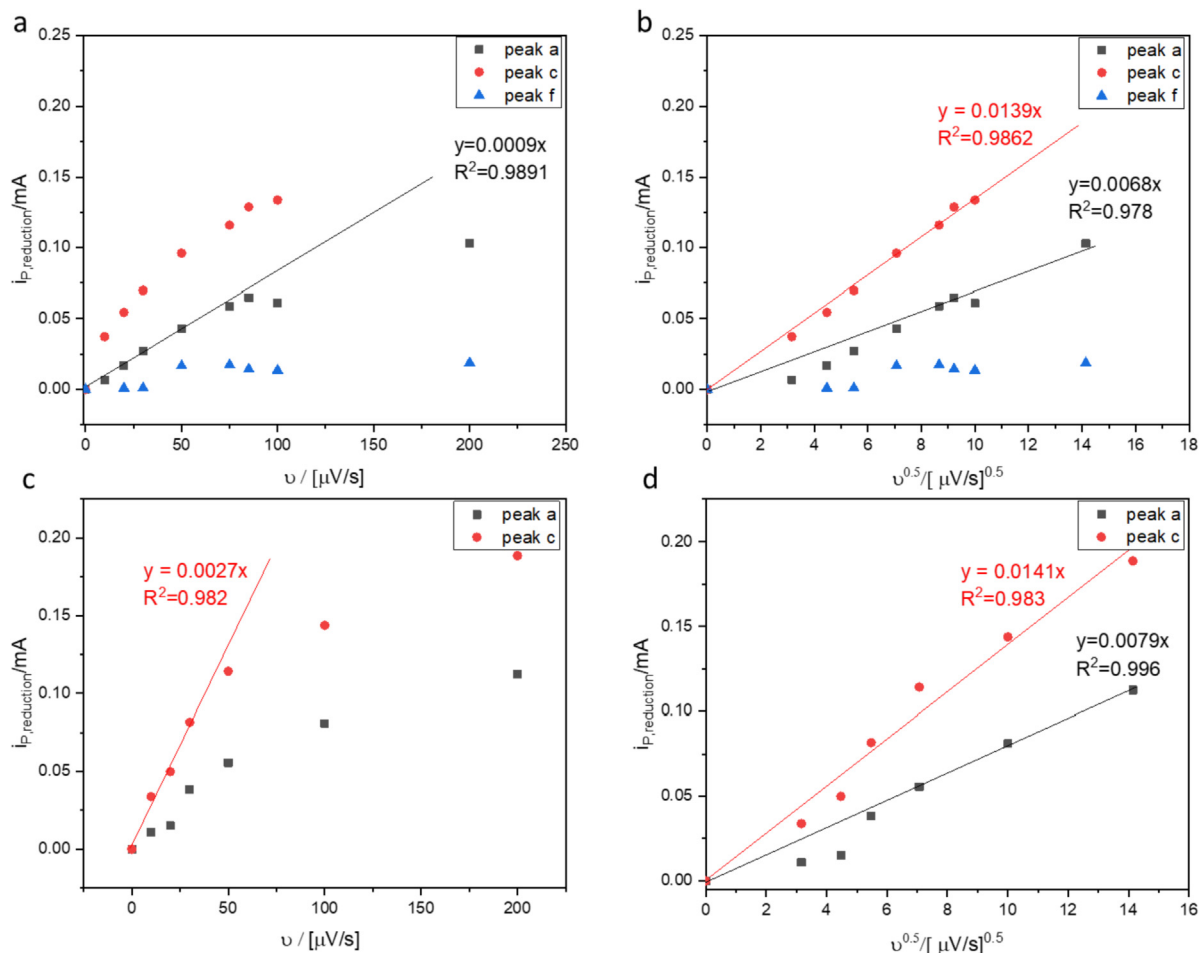 a
0.25
0.20
0.15
0.10
0.05
0.00
i_P,reduction/mA
peak a
peak c
peak f
y=0.0009x
R²=0.9891
0 50 100 150 200 250
υ / [μV/s]
b
0.25
0.20
0.15
0.10
0.05
0.00
i_P,reduction/mA
peak a
peak c
peak f
y = 0.0139x
R²=0.9862
y=0.0068x
R²=0.978
0 2 4 6 8 10 12 14 16 18
υ^0.5/[ μV/s]^0.5
c
0.20
0.15
0.10
0.05
0.00
i_P,reduction/mA
peak a
peak c
y = 0.0027x
R²=0.982
0 50 100 150 200
υ / [μV/s]
d
0.20
0.15
0.10
0.05
0.00
i_P,reduction/mA
peak a
peak c
y = 0.0141x
R²=0.983
y=0.0079x
R²=0.996
0 2 4 6 8 10 12 14 16
υ^0.5/[ μV/s]^0.5